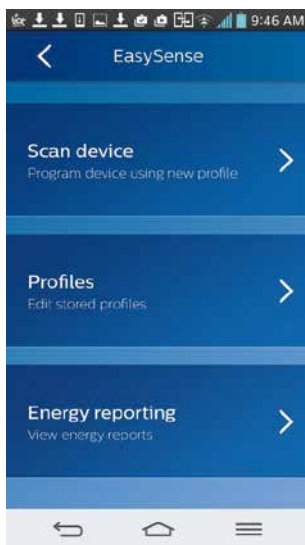 9:46 AM
EasySense
Scan device
Program device using new profile
Profiles
Edit stored profiles
Energy reporting
View energy reports